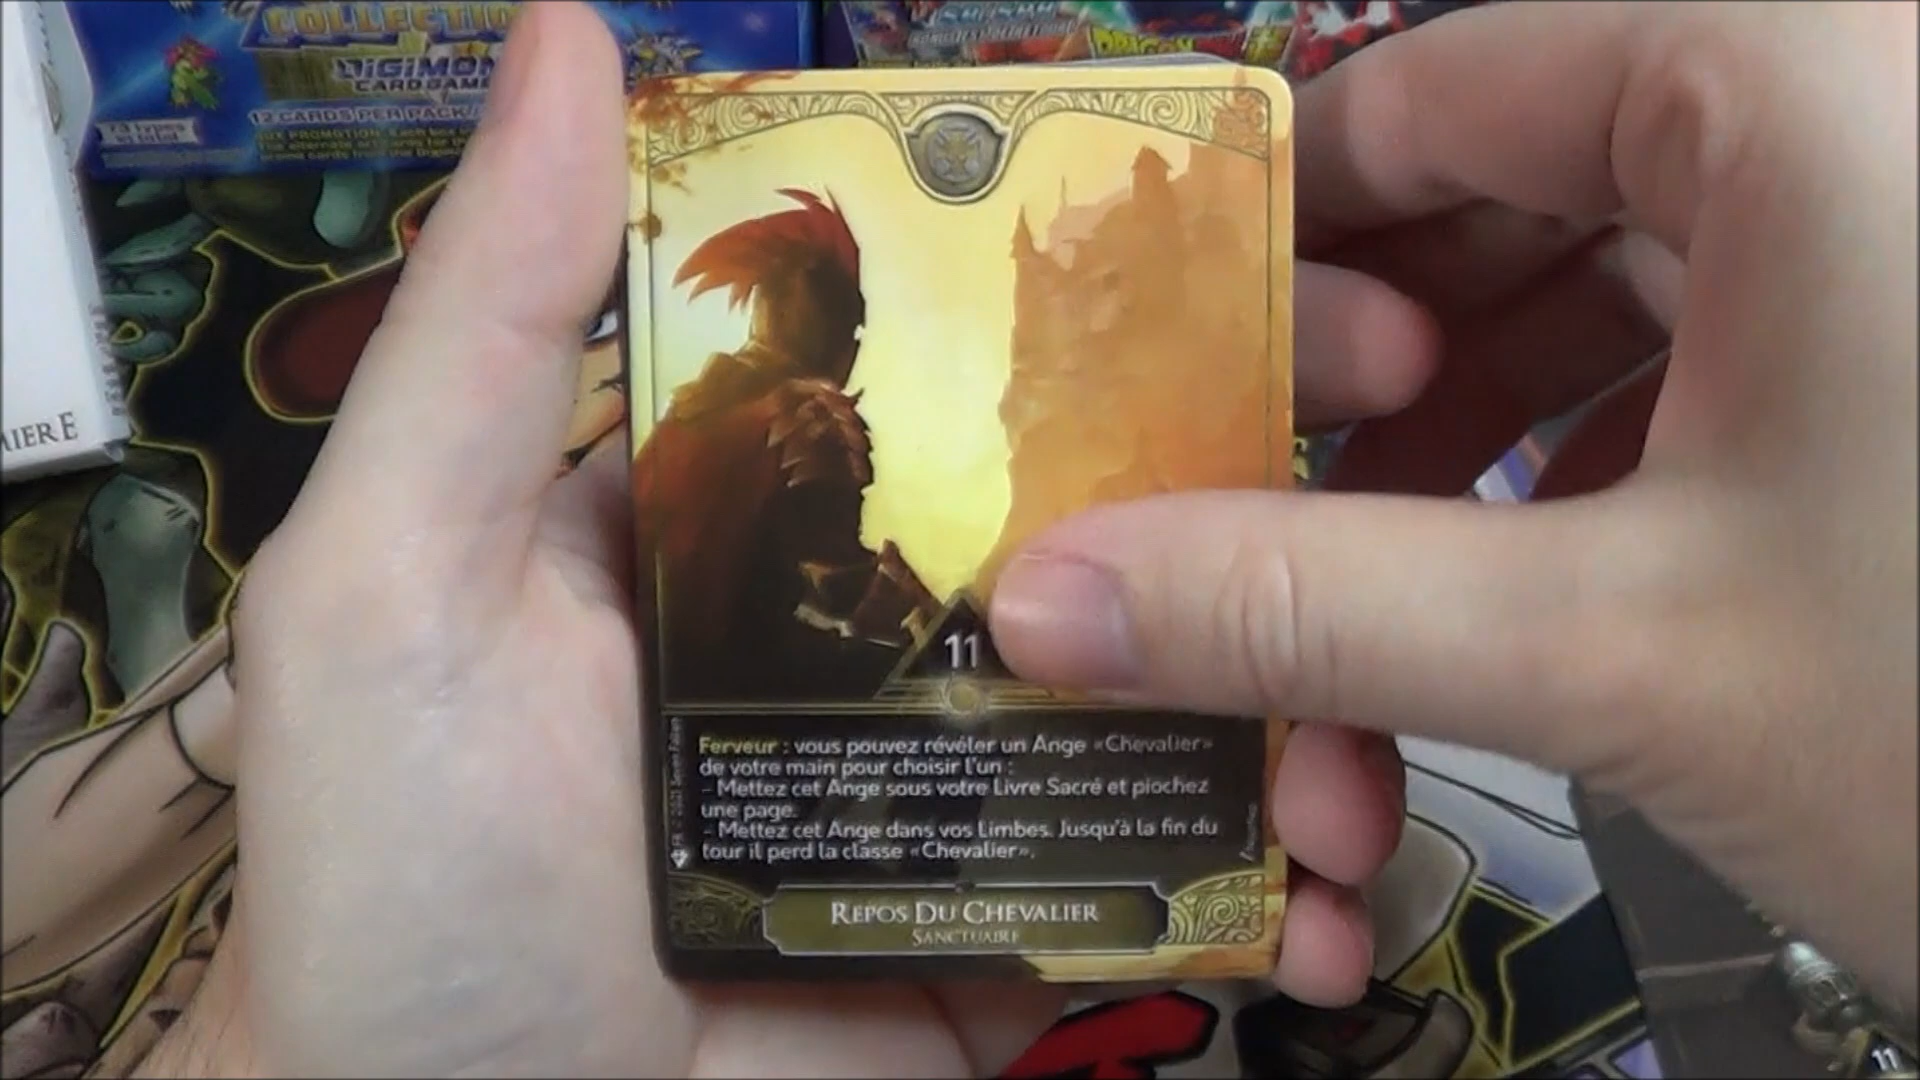 COLLECTION
DIGIMON
CARD GAME
12 CARDS PER PACK
DRAGON
MIERE
11
Ferveur : vous pouvez révéler un Ange «Chevalier»
de votre main pour choisir l'un :
- Mettez cet Ange sous votre Livre Sacré et piochez
une page.
- Mettez cet Ange dans vos Limbes. Jusqu'à la fin du
tour il perd la classe «Chevalier».
REPOS DU CHEVALIER
SANCTUAIRE
11